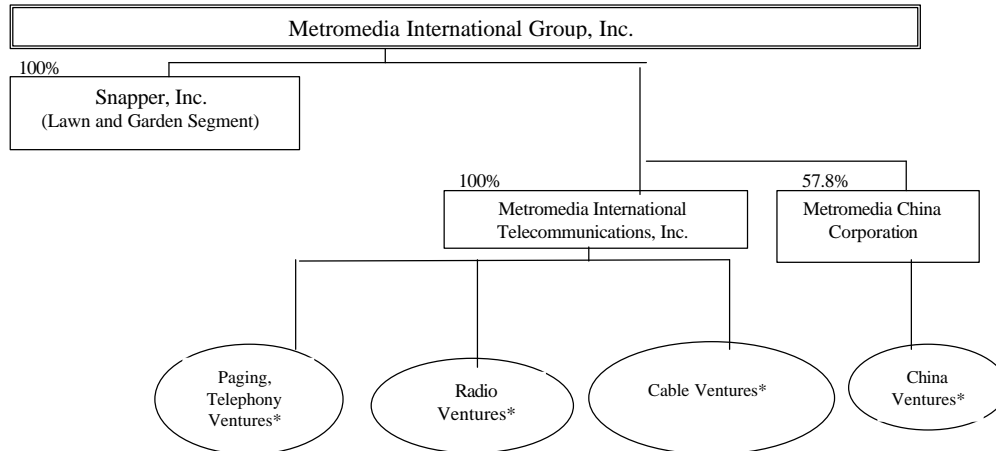 Metromedia International Group, Inc.
100%
Snapper, Inc.
(Lawn and Garden Segment)
100%
57.8%
Metromedia International
Telecommunications, Inc.
Metromedia China
Corporation
Paging,
Telephony
Ventures*
Radio
Ventures*
Cable Ventures*
China
Ventures*